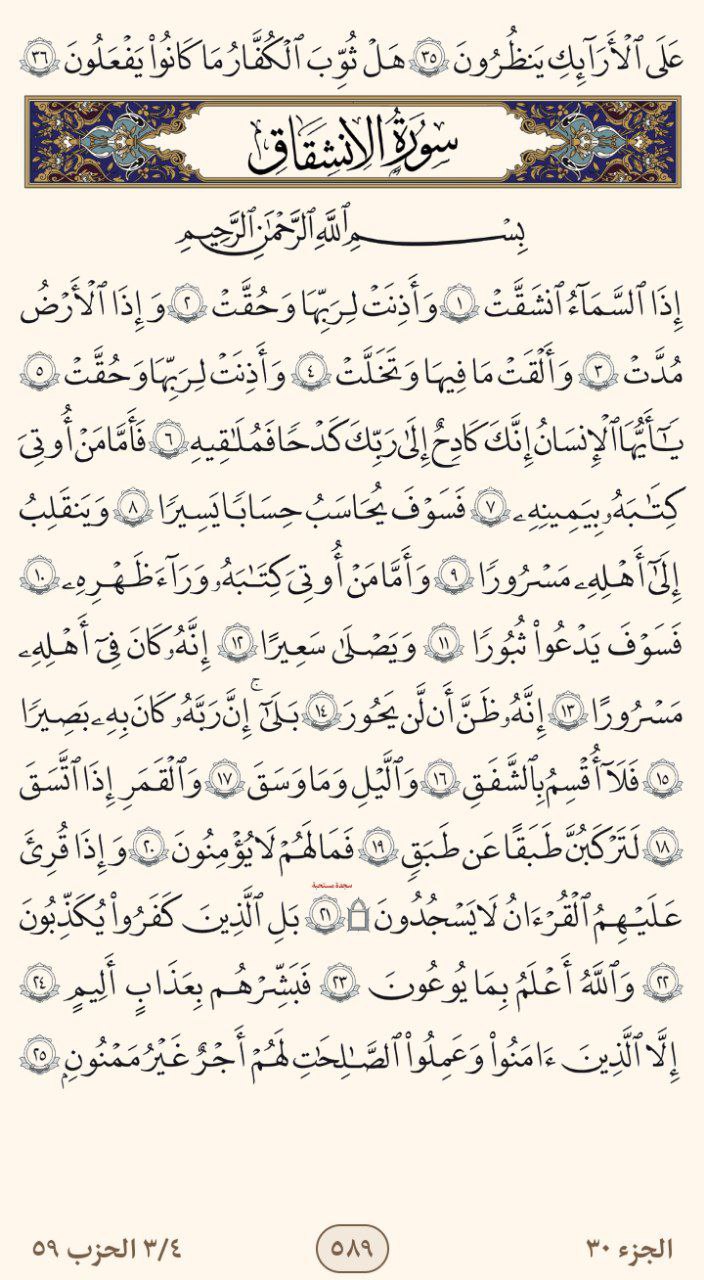 عَلَى ٱلْأَرَآئِكِ يَنظُرُونَ ٣٥ هَلْ ثُوِّبَ ٱلْكُفَّارُ مَا كَانُوا۟ يَفْعَلُونَ ٣٦
سُورَةُ الانشِقَاقِ
بِسْمِ ٱللَّهِ ٱلرَّحْمَٰنِ ٱلرَّحِيمِ
إِذَا ٱلسَّمَآءُ ٱنشَقَّتْ ١ وَأَذِنَتْ لِرَبِّهَا وَحُقَّتْ ٢ وَإِذَا ٱلْأَرْضُ
مُدَّتْ ٣ وَأَلْقَتْ مَا فِيهَا وَتَخَلَّتْ ٤ وَأَذِنَتْ لِرَبِّهَا وَحُقَّتْ ٥
يَٰٓأَيُّهَا ٱلْإِنسَانُ إِنَّكَ كَادِحٌ إِلَىٰ رَبِّكَ كَدْحًا فَمُلَٰقِيهِ ٦ فَأَمَّا مَنْ أُوتِىَ
كِتَٰبَهُۥ بِيَمِينِهِۦ ٧ فَسَوْفَ يُحَاسَبُ حِسَابًا يَسِيرًا ٨ وَيَنقَلِبُ
إِلَىٰٓ أَهْلِهِۦ مَسْرُورًا ٩ وَأَمَّا مَنْ أُوتِىَ كِتَٰبَهُۥ وَرَآءَ ظَهْرِهِۦ ١٠
فَسَوْفَ يَدْعُوا۟ ثُبُورًا ١١ وَيَصْلَىٰ سَعِيرًا ١٢ إِنَّهُۥ كَانَ فِىٓ أَهْلِهِۦ
مَسْرُورًا ١٣ إِنَّهُۥ ظَنَّ أَن لَّن يَحُورَ ١٤ بَلَىٰٓ ۚ إِنَّ رَبَّهُۥ كَانَ بِهِۦ بَصِيرًا
١٥ فَلَآ أُقْسِمُ بِٱلشَّفَقِ ١٦ وَٱلَّيْلِ وَمَا وَسَقَ ١٧ وَٱلْقَمَرِ إِذَا ٱتَّسَقَ
١٨ لَتَرْكَبُنَّ طَبَقًا عَن طَبَقٍ ١٩ فَمَا لَهُمْ لَا يُؤْمِنُونَ ٢٠ وَإِذَا قُرِئَ
سجدة مستحبة
عَلَيْهِمُ ٱلْقُرْءَانُ لَا يَسْجُدُونَ ۩ ٢١ بَلِ ٱلَّذِينَ كَفَرُوا۟ يُكَذِّبُونَ
٢٢ وَٱللَّهُ أَعْلَمُ بِمَا يُوعُونَ ٢٣ فَبَشِّرْهُم بِعَذَابٍ أَلِيمٍ ٢٤
إِلَّا ٱلَّذِينَ ءَامَنُوا۟ وَعَمِلُوا۟ ٱلصَّٰلِحَٰتِ لَهُمْ أَجْرٌ غَيْرُ مَمْنُونٍۭ ٢٥
الجزء ٣٠ ٥٨٩ ٣/٤ الحزب ٥٩